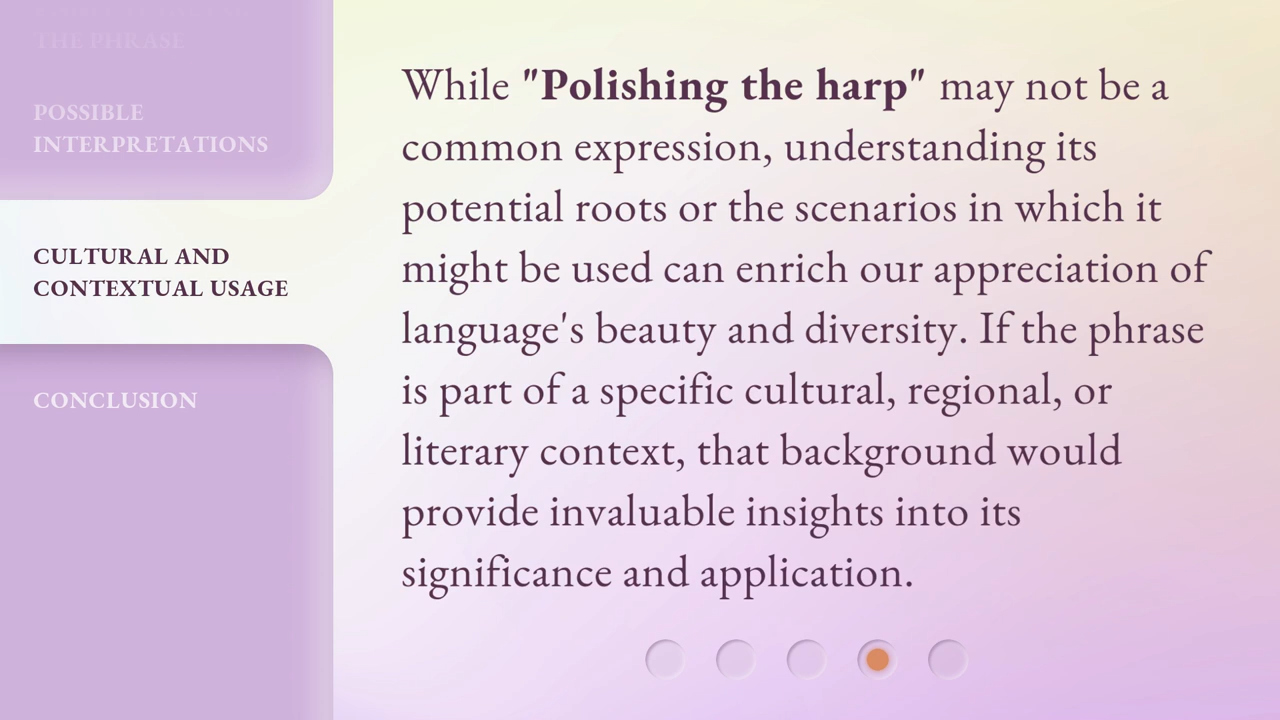 THE PHRASE
POSSIBLE
INTERPRETATIONS
CULTURAL AND
CONTEXTUAL USAGE
CONCLUSION
While "Polishing the harp" may not be a
common expression, understanding its
potential roots or the scenarios in which it
might be used can enrich our appreciation of
language's beauty and diversity. If the phrase
is part of a specific cultural, regional, or
literary context, that background would
provide invaluable insights into its
significance and application.